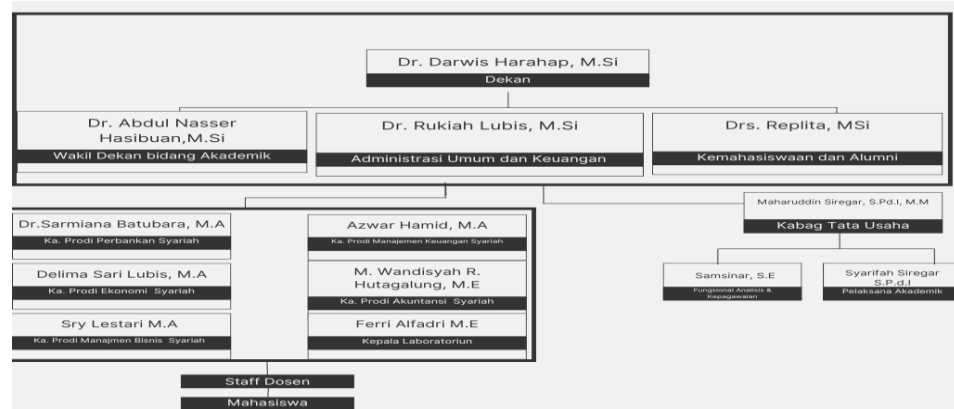 Dr. Darwis Harahap, M.Si
Dekan
Dr. Abdul Nasser
Hasibuan,M.Si
Wakil Dekan bidang Akademik
Dr. Rukiah Lubis, M.Si
Administrasi Umum dan Keuangan
Drs. Replita, MSi
Kemahasiswaan dan Alumni
Maharuddin Siregar, S.Pd.I, M.M
Kabag Tata Usaha
Dr.Sarmiana Batubara, M.A
Ka. Prodi Perbankan Syariah
Azwar Hamid, M.A
Ka. Prodi Manajemen Keuangan Syariah
Delima Sari Lubis, M.A
Ka. Prodi Ekonomi Syariah
M. Wandisyah R.
Hutagalung, M.E
Ka. Prodi Akuntansi Syariah
Sry Lestari M.A
Ka. Prodi Manajmen Bisnis Syariah
Ferri Alfadri M.E
Kepala Laboratoriun
Samsinar, S.E
Fungsional Analisis &
Kepagawaian
Syarifah Siregar
S.P.d.I
Pelaksana Akademik
Staff Dosen
Mahasiswa